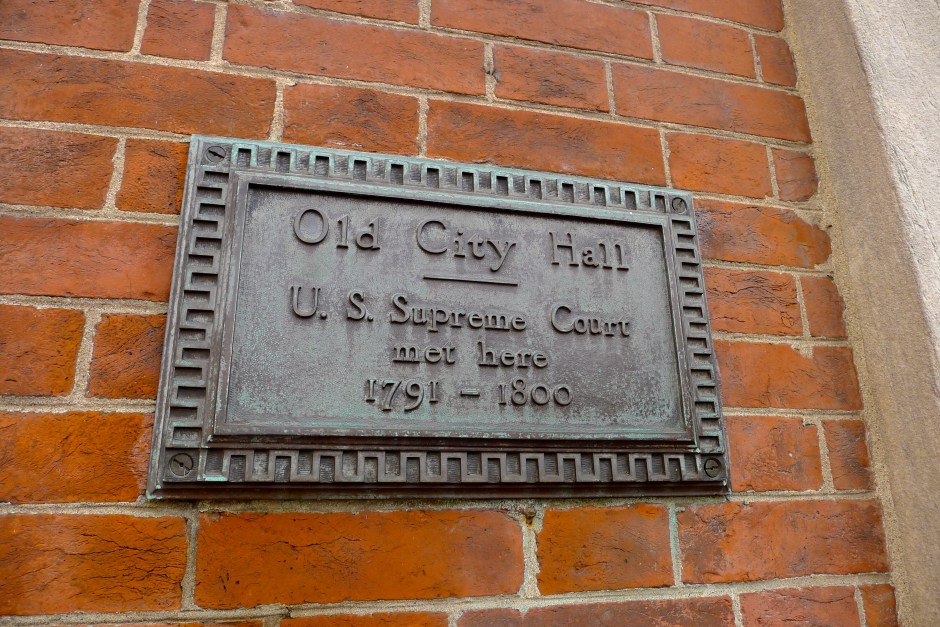 Old City Hall
U. S. Supreme Court
met here
1791 - 1800